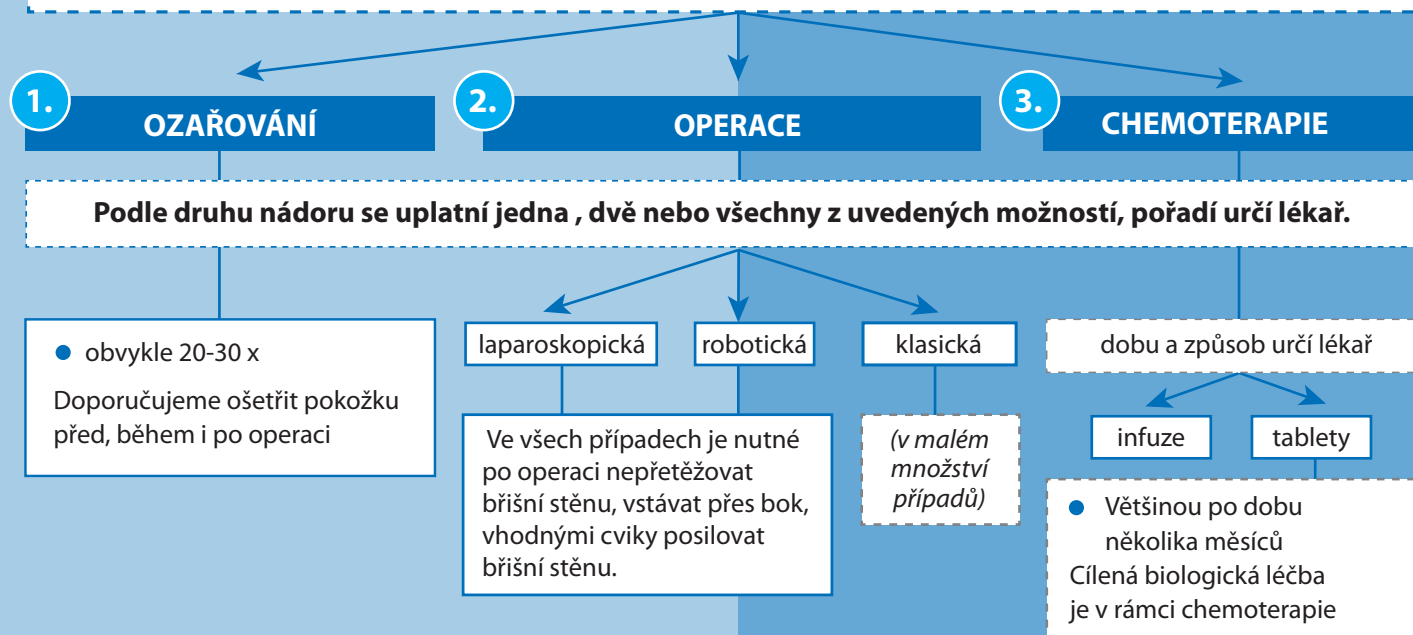 1.
OZAŘOVÁNÍ
2.
OPERACE
3.
CHEMOTERAPIE
Podle druhu nádoru se uplatní jedna , dvě nebo všechny z uvedených možností, pořadí určí lékař.
• obvykle 20-30 x
Doporučujeme ošetřit pokožku
před, během i po operaci
laparoskopická
robotická
klasická
Ve všech případech je nutné
po operaci nepřetěžovat
břišní stěnu, vstávat přes bok,
vhodnými cviky posilovat
břišní stěnu.
(v malém
množství
případů)
dobu a způsob určí lékař
infuze
tablety
• Většinou po dobu
několika měsíců
Cílená biologická léčba
je v rámci chemoterapie